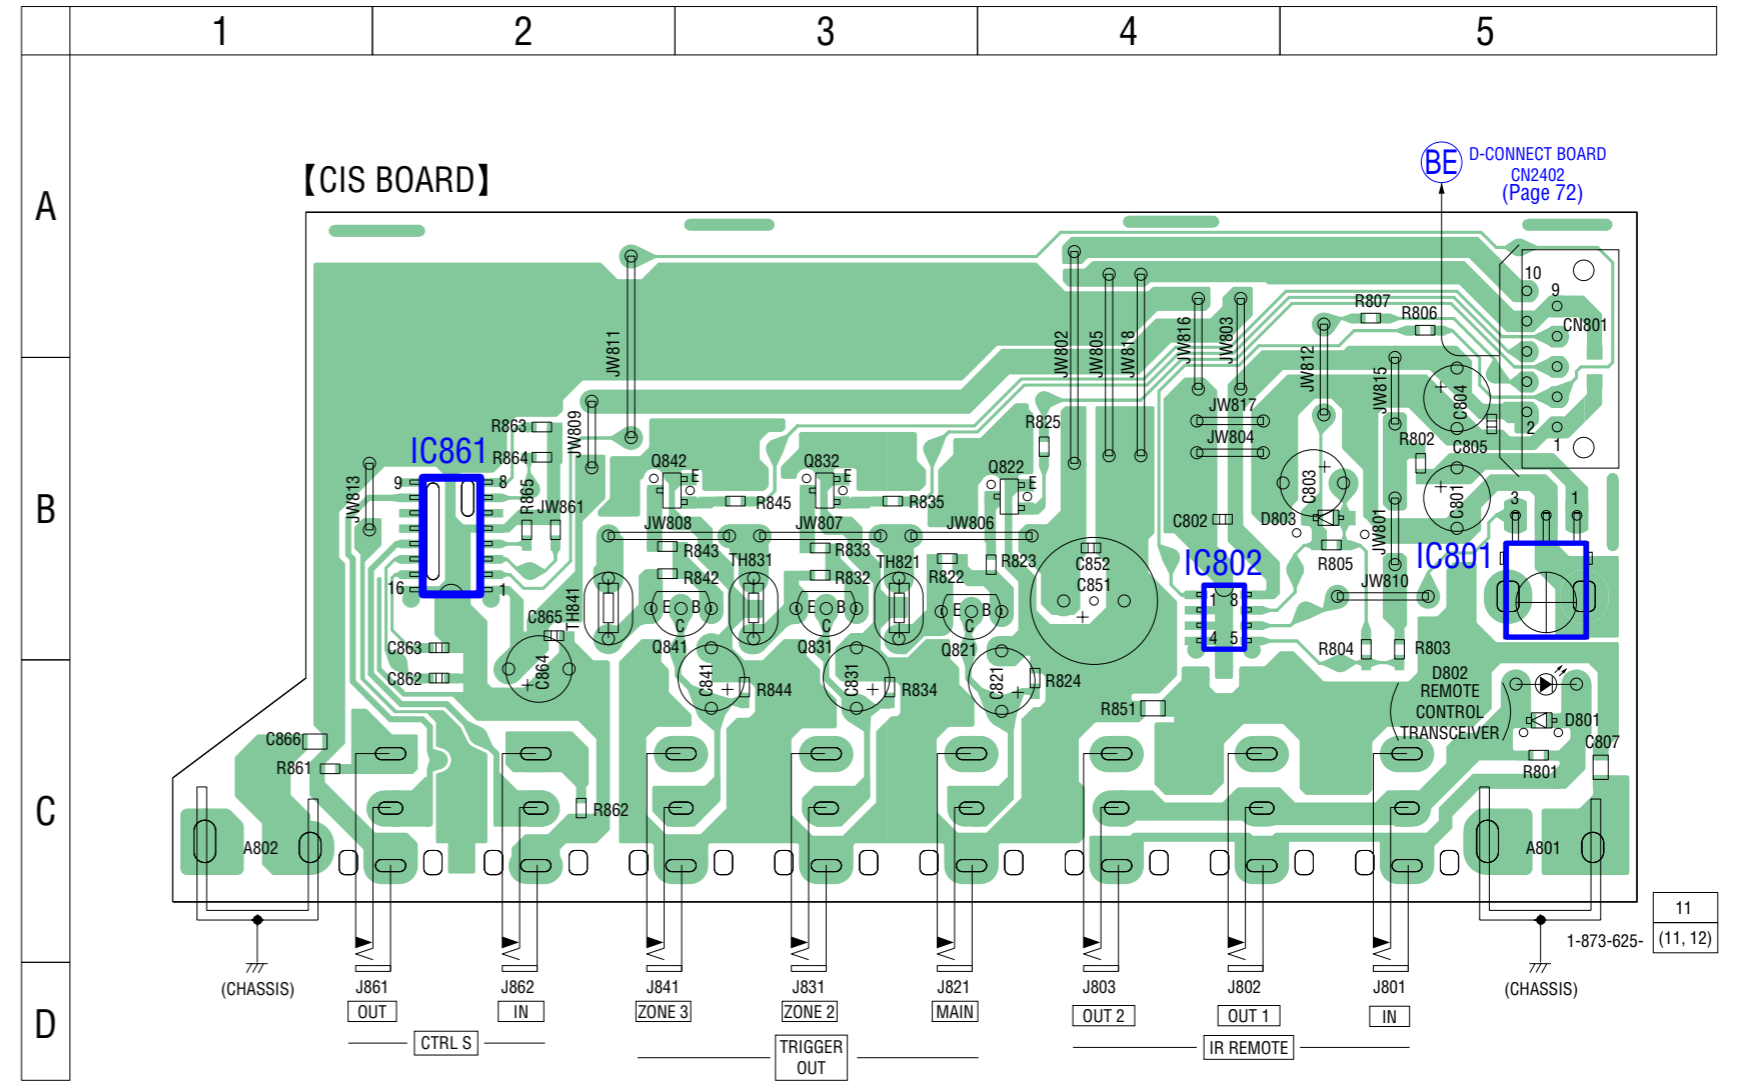 1 2 3 4 5
A
B
C
D
【CIS BOARD】
BE D-CONNECT BOARD
CN2402
(Page 72)
10
9
CN801
2
1
R807
R806
JW811
JW802
JW805
JW818
JW816
JW803
JW812
JW815
C804
C805
JW817
JW804
R802
R825
R863
R864
JW809
IC861
9
8
16
1
JW813
R865
JW861
Q842
E
R845
Q832
E
R835
Q822
E
C803
C801
3
1
JW808
JW807
JW806
C802
D803
JW801
IC801
R843
R842
TH831
R833
R832
TH821
R822
R823
C852
C851
IC802
1 8
4 5
R805
JW810
TH841
C865
C864
E B
C
Q841
E B
C
Q831
E B
C
Q821
C863
C862
C841
R844
C831
R834
C821
R824
R804
R803
D802
REMOTE
CONTROL
TRANSCEIVER
R851
D801
C807
R801
C866
R861
R862
A802
A801
(CHASSIS)
(CHASSIS)
11
1-873-625- (11, 12)
J861
J862
J841
J831
J821
J803
J802
J801
OUT
IN
ZONE 3
ZONE 2
MAIN
OUT 2
OUT 1
IN
CTRL S
TRIGGER
OUT
IR REMOTE